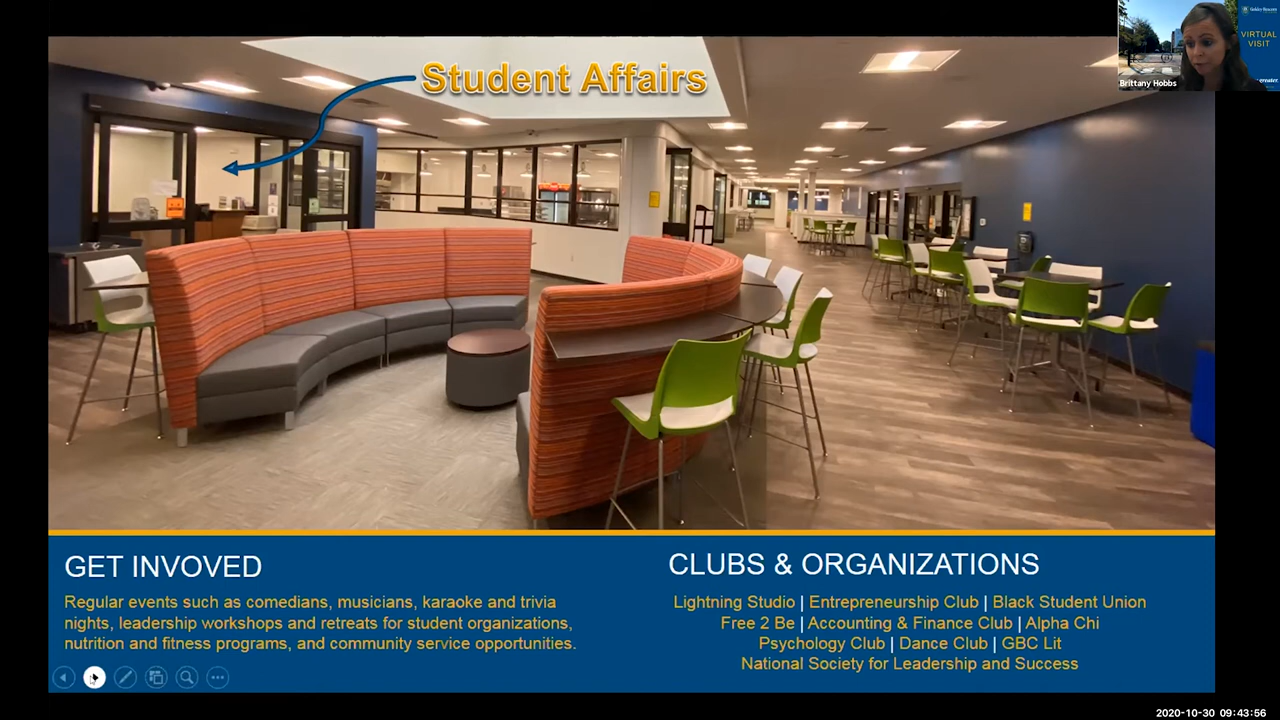 VIRTUAL
VISIT
Brittany Hobbs
Student Affairs
GET INVOVED
Regular events such as comedians, musicians, karaoke and trivia
nights, leadership workshops and retreats for student organizations,
nutrition and fitness programs, and community service opportunities.
CLUBS & ORGANIZATIONS
Lightning Studio | Entrepreneurship Club | Black Student Union
Free 2 Be | Accounting & Finance Club | Alpha Chi
Psychology Club | Dance Club | GBC Lit
National Society for Leadership and Success
2020-10-30 09:43:56